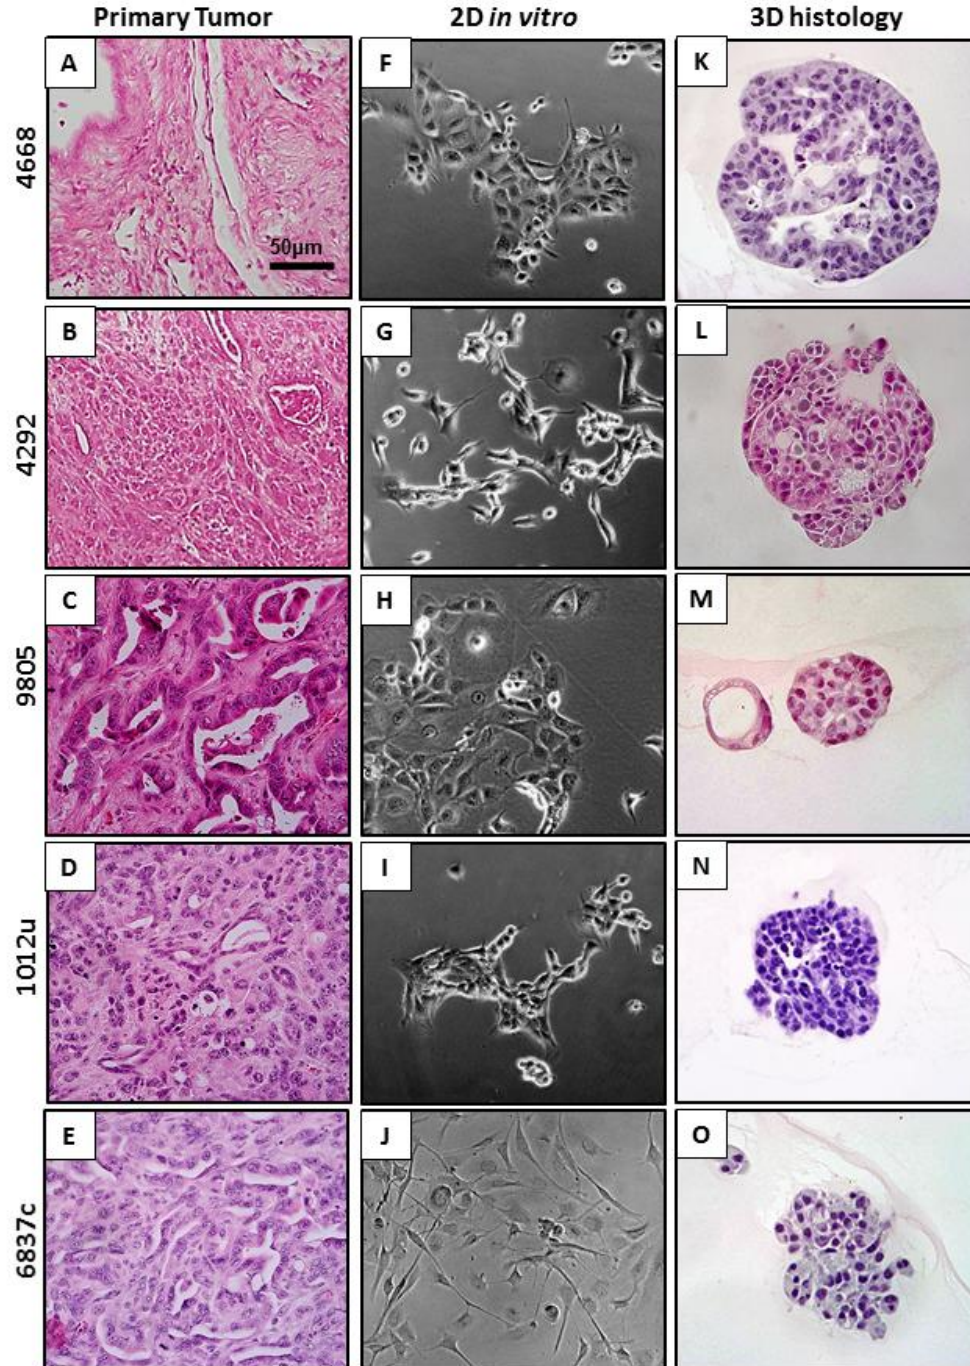 Primary Tumor 2D in vitro 3D histology
4668 A F K
50µm
4292 B G L
9805 C H M
1012u D I N
6837c E J O